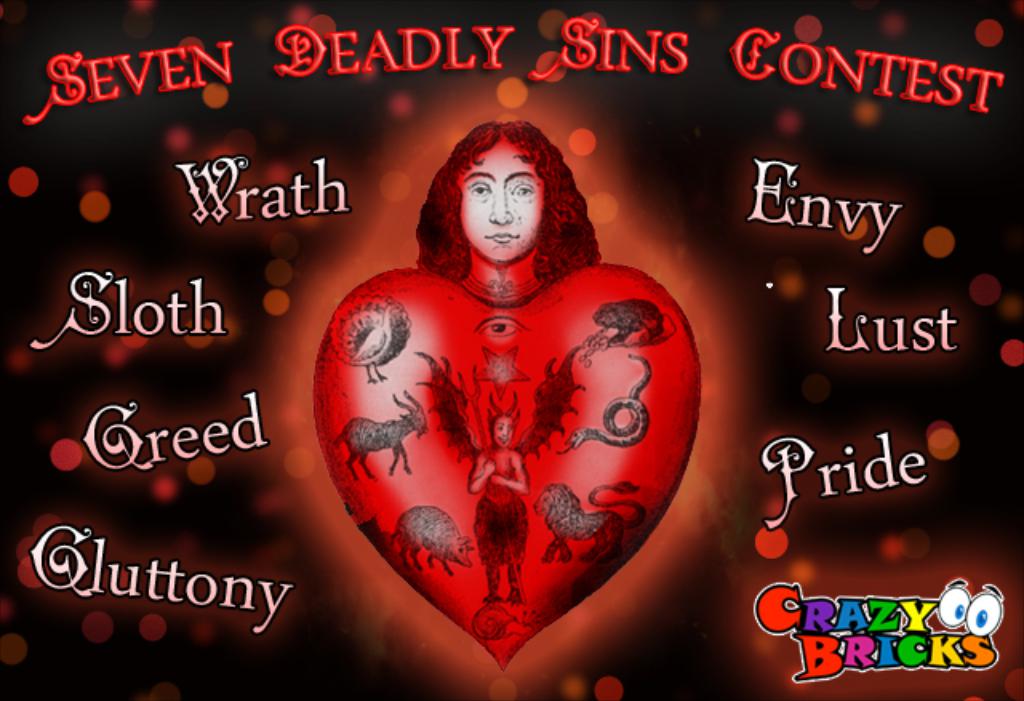 Seven Deadly Sins Contest
Wrath
Envy
Sloth
Lust
Greed
Pride
Gluttony
CRAZY
BRICKS